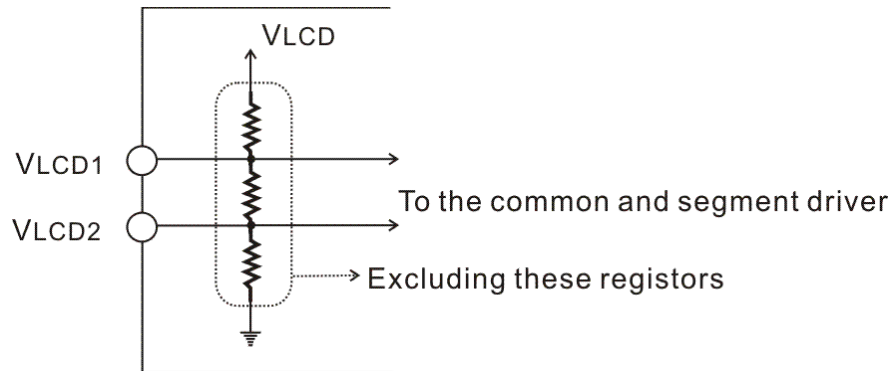 VLCD
VLCD1
To the common and segment driver
VLCD2
Excluding these registors